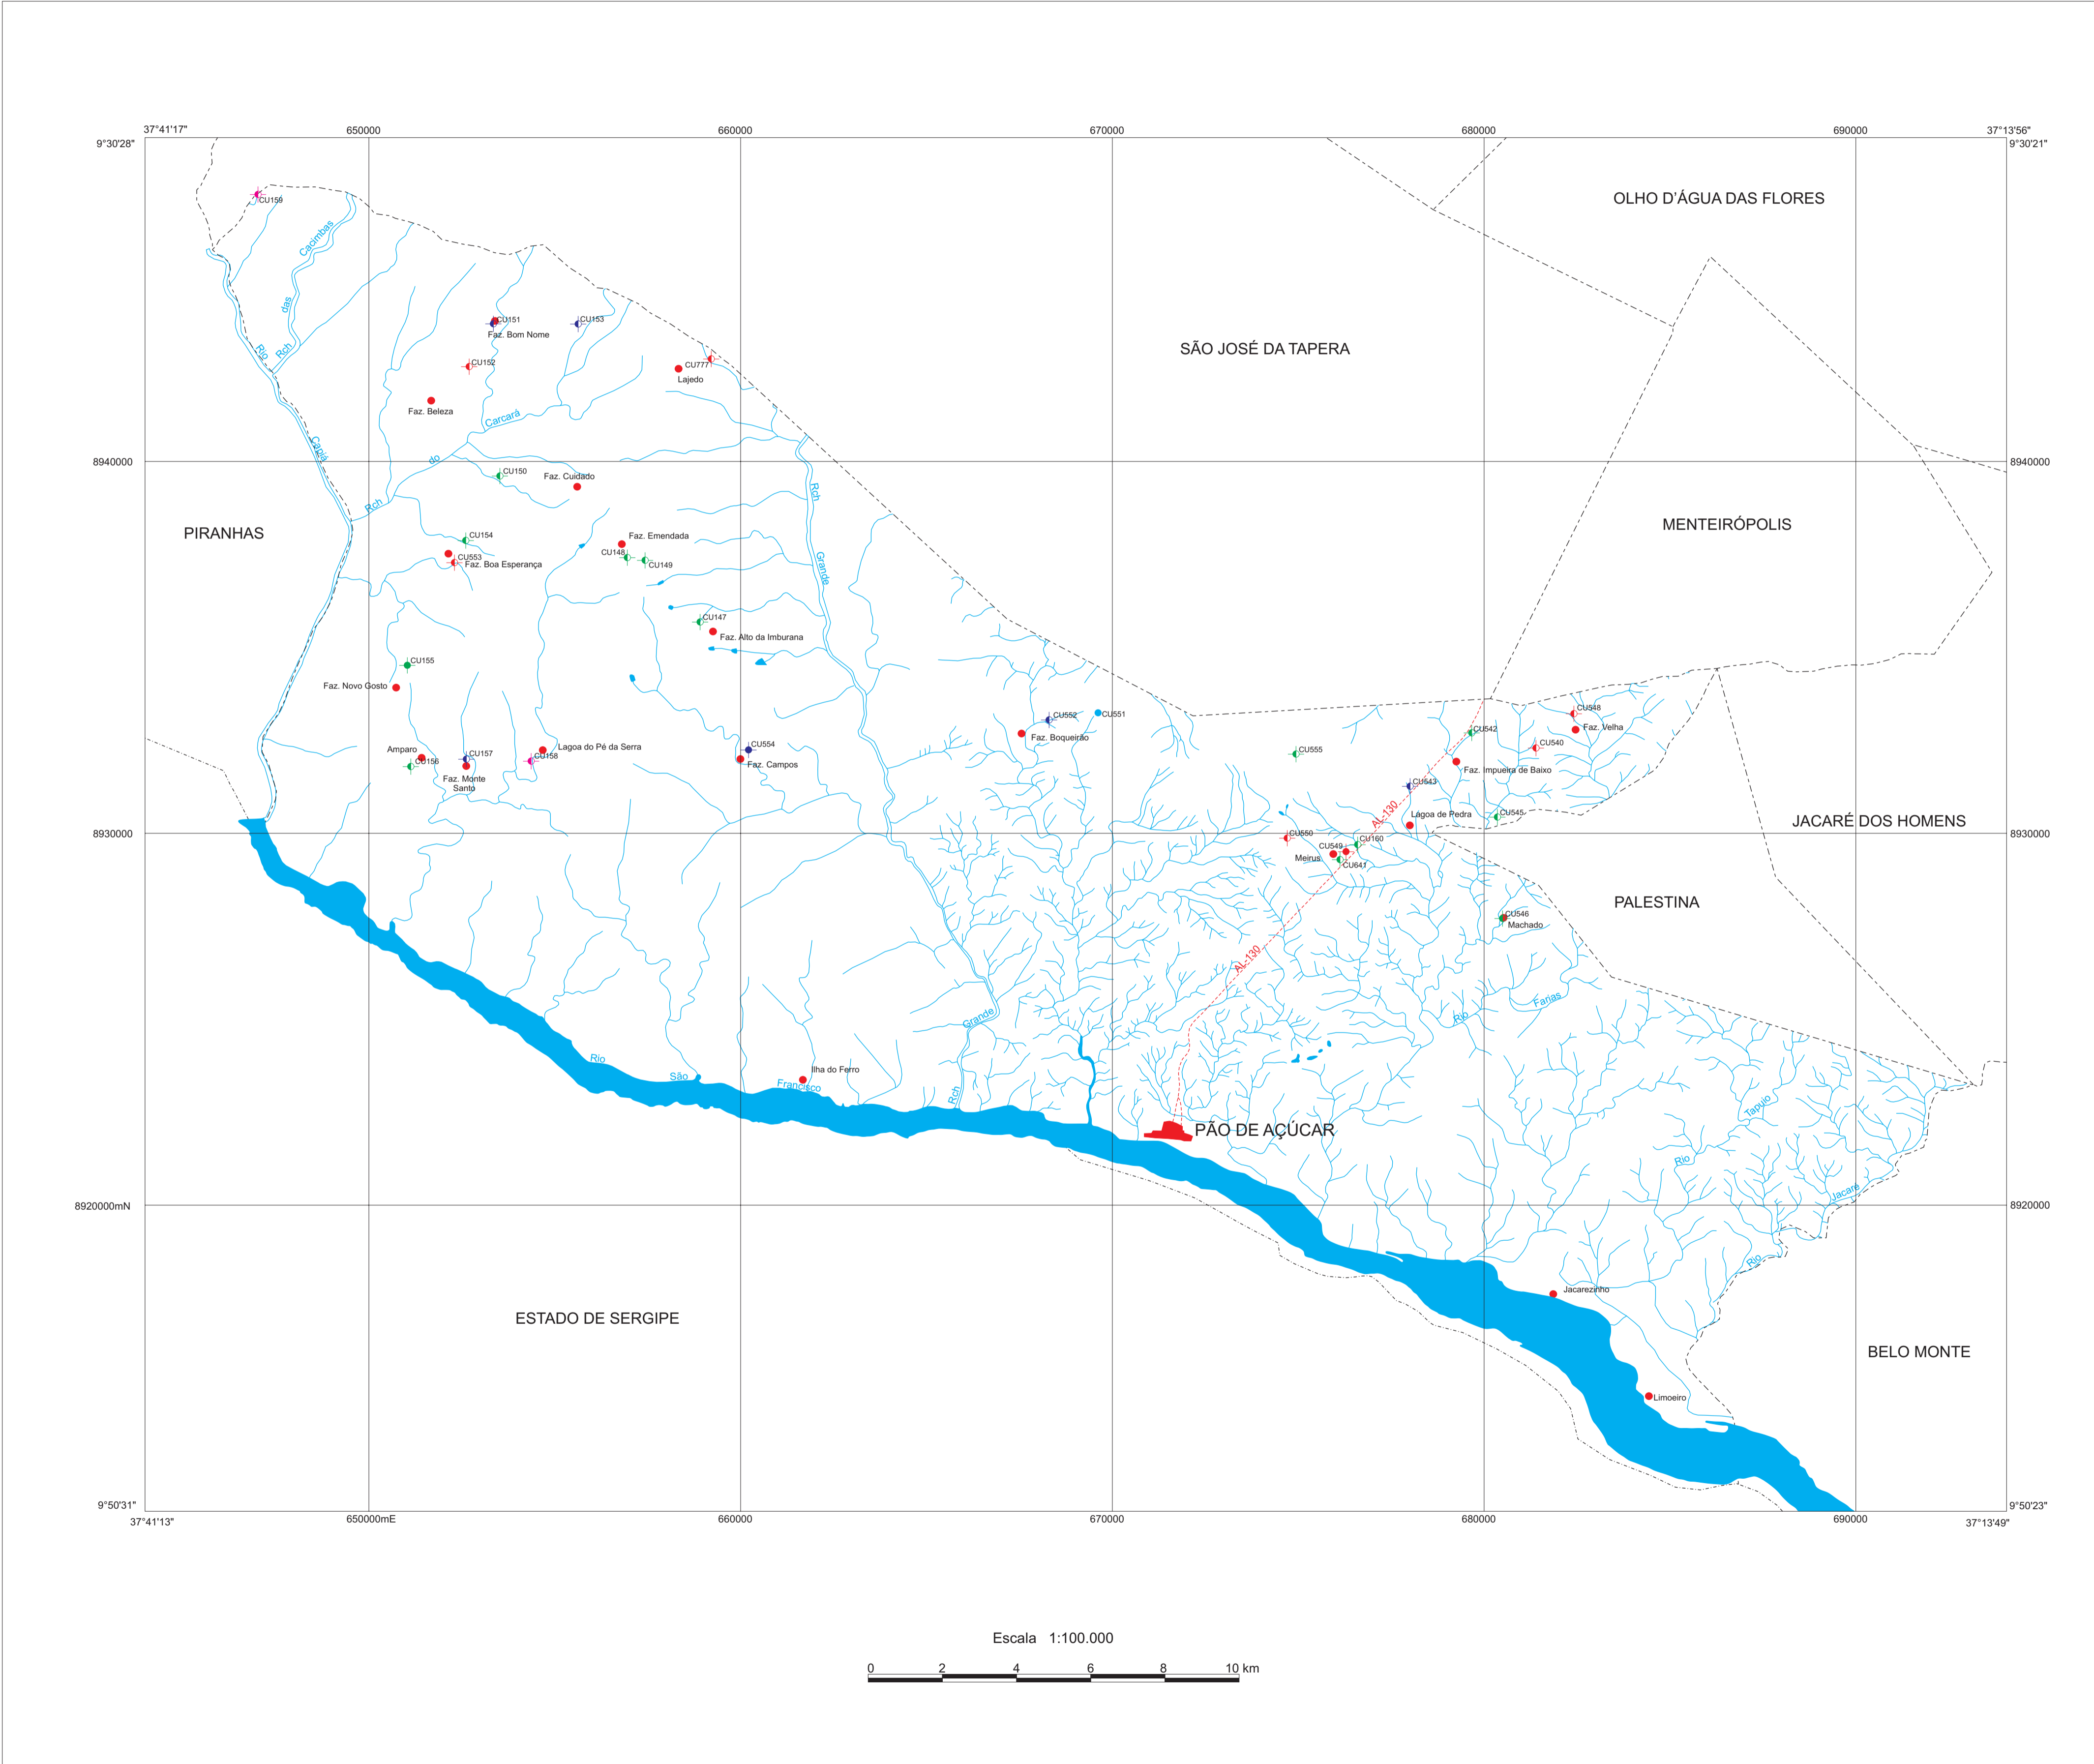 37°41'17"
650000
660000
670000
680000
690000
37°13'56"
9°30'28"
9°30'21"
OLHO D'ÁGUA DAS FLORES
CU159
Cacimbas
das
Rch
Rio
Capiá
CU151
Faz. Bom Nome
CU153
SÃO JOSÉ DA TAPERA
CU152
CU777
Lajedo
Faz. Beleza
Carcará
do
Rch
8940000
8940000
CU150
Faz. Cuidado
Rch
Grande
PIRANHAS
MENTEIRÓPOLIS
CU154
Faz. Emendada
CU148
CU149
CU553
Faz. Boa Esperança
CU147
Faz. Alto da Imburana
CU155
Faz. Novo Gosto
CU552
CU551
Faz. Boqueirão
CU548
Faz. Velha
CU542
CU540
Amparo
Lagoa do Pé da Serra
CU554
Faz. Campos
CU555
CU156
CU157
CU158
Faz. Monte
Santo
Faz. Impueira de Baixo
CU543
AL-130
Lagoa de Pedra
CU545
JACARÉ DOS HOMENS
8930000
8930000
CU550
CU549
CU160
Meirus
CU641
PALESTINA
CU546
Machado
AL-130
Farias
Rio
Grande
Rch
Rio
São
Francisco
Ilha do Ferro
Tapuio
Rio
PÃO DE AÇÚCAR
Jacaré
Rio
8920000mN
8920000
Jacarezinho
ESTADO DE SERGIPE
BELO MONTE
Limoeiro
9°50'31"
9°50'23"
37°41'13"
650000mE
660000
670000
680000
690000
37°13'49"
Escala 1:100.000
0 2 4 6 8 10 km